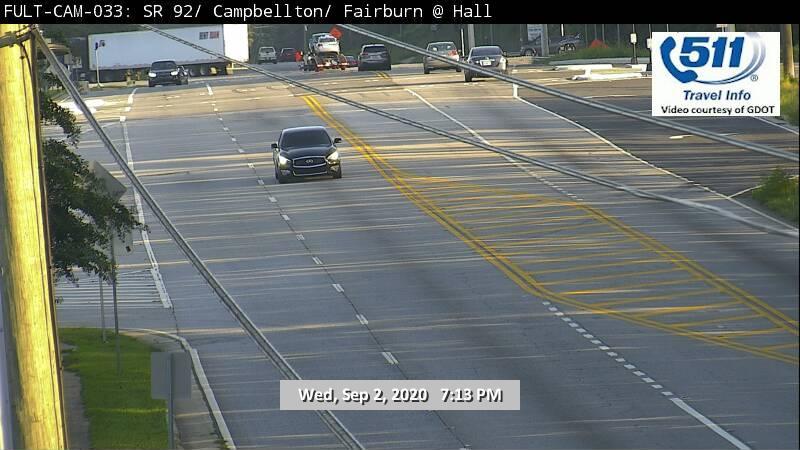 FULT-CAM-033: SR 92/ Campbellton/ Fairburn @ Hall
511
®
Travel Info
Video courtesy of GDOT
Wed, Sep 2, 2020 7:13 PM